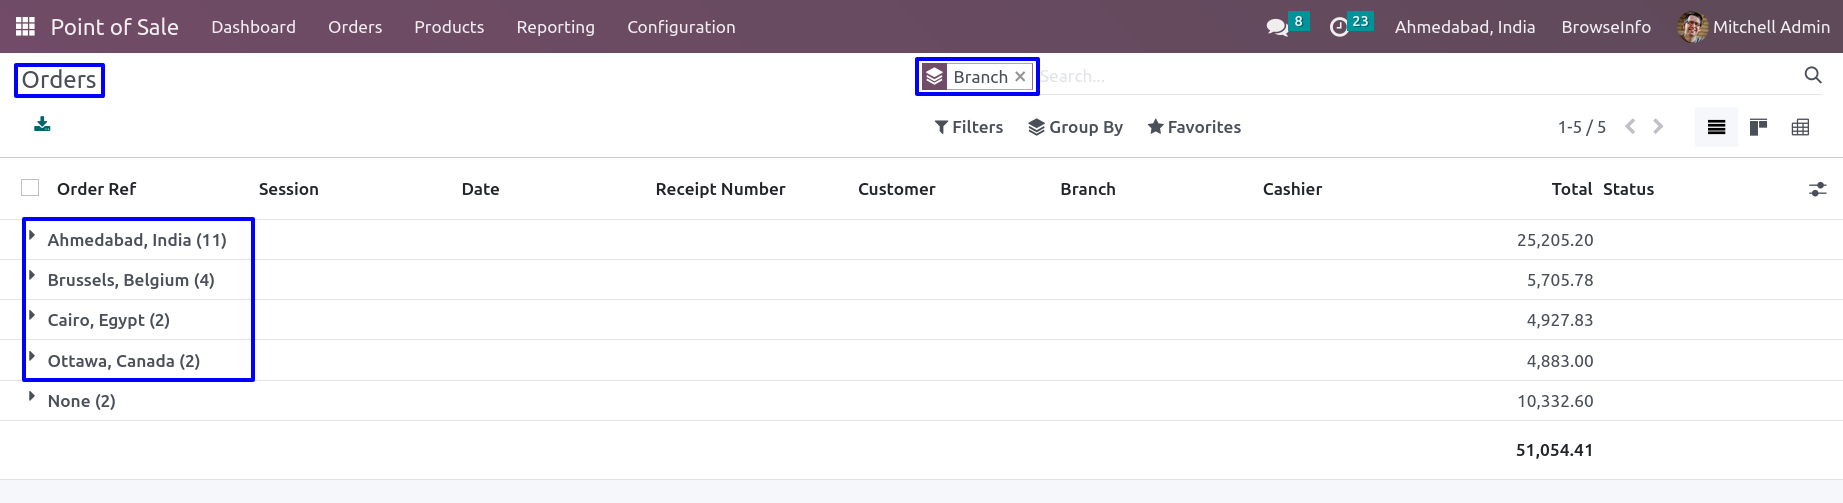 Point of Sale Dashboard Orders Products Reporting Configuration 8 23 Ahmedabad, India BrowseInfo Mitchell Admin
Orders Branch × Search...
Filters Group By Favorites 1-5 / 5
Order Ref Session Date Receipt Number Customer Branch Cashier Total Status
Ahmedabad, India (11) 25,205.20
Brussels, Belgium (4) 5,705.78
Cairo, Egypt (2) 4,927.83
Ottawa, Canada (2) 4,883.00
None (2) 10,332.60
51,054.41